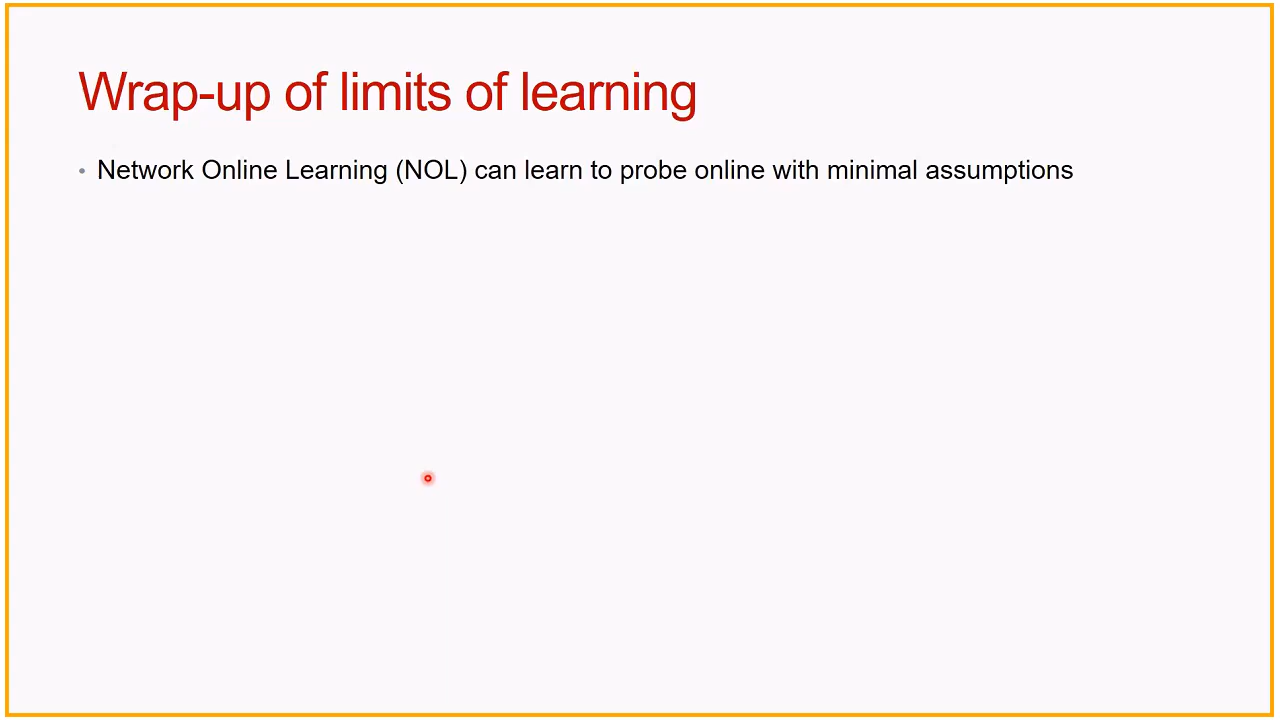 Wrap-up of limits of learning
• Network Online Learning (NOL) can learn to probe online with minimal assumptions